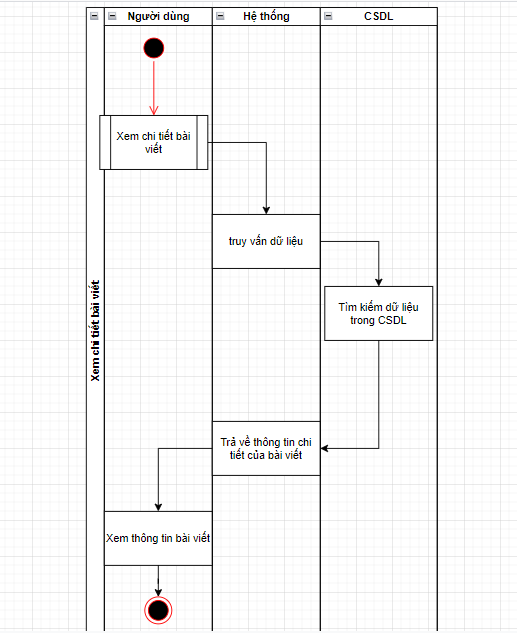 Người dùng
Hệ thống
CSDL
Xem chi tiết bài viết
Xem chi tiết bài
viết
truy vấn dữ liệu
Tìm kiếm dữ liệu
trong CSDL
Trả về thông tin chi
tiết của bài viết
Xem thông tin bài viết